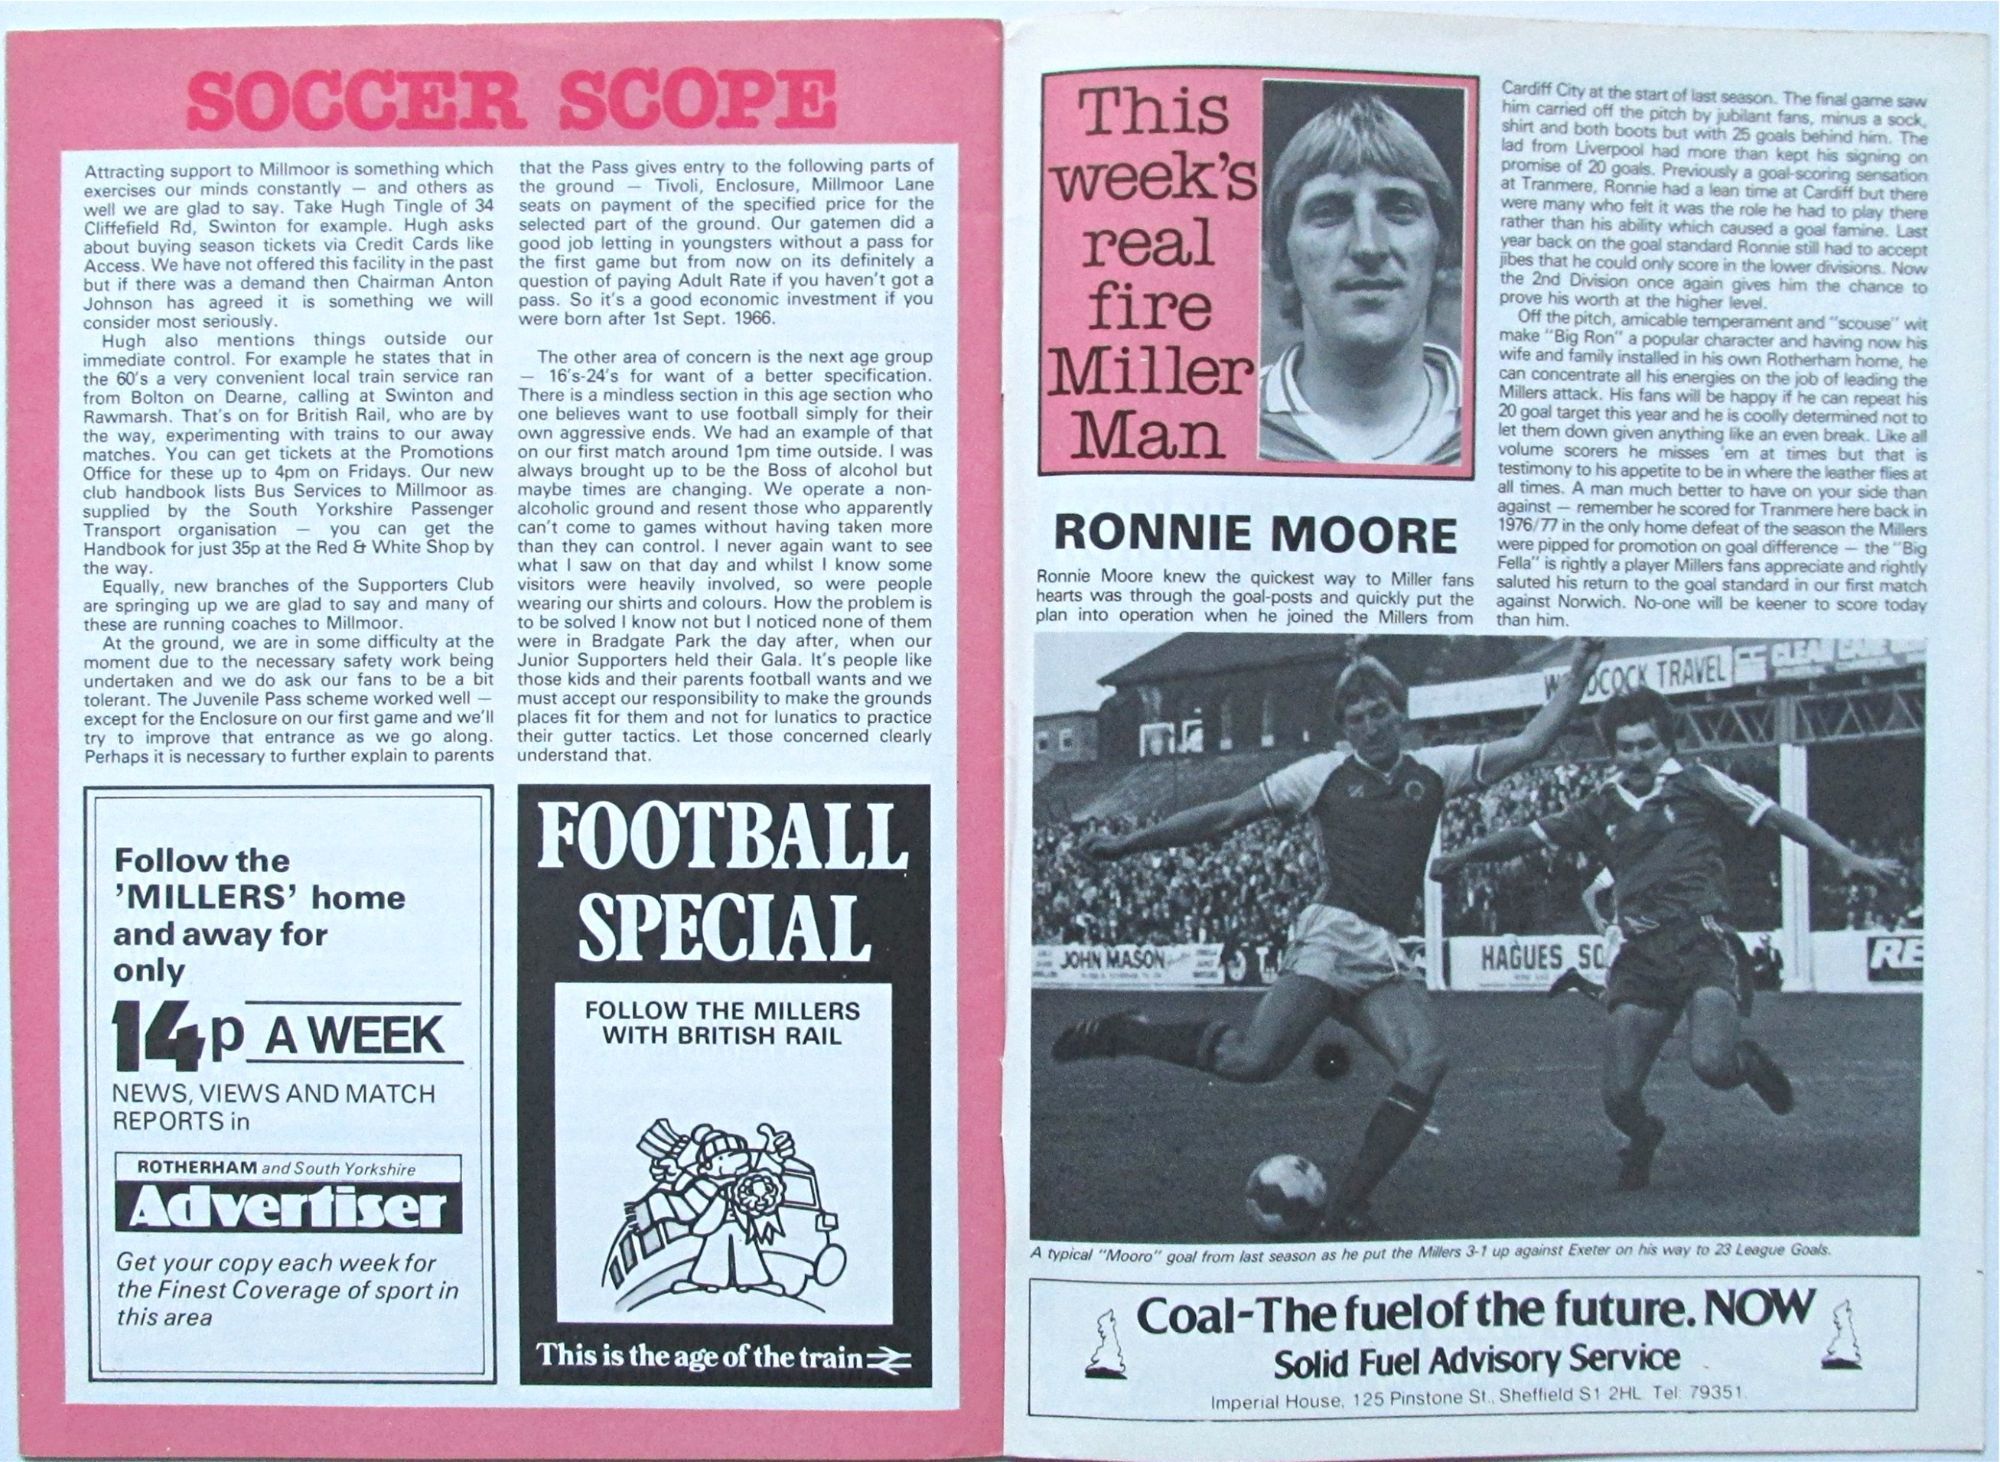 SOCCER SCOPE
Attracting support to Millmoor is something which
exercises our minds constantly — and others as
well we are glad to say. Take Hugh Tingle of 34
Cliffefield Rd, Swinton for example. Hugh asks
about buying season tickets via Credit Cards like
Access. We have not offered this facility in the past
but if there was a demand then Chairman Anton
Johnson has agreed it is something we will
consider most seriously.
Hugh also mentions things outside our
immediate control. For example he states that in
the 60's a very convenient local train service ran
from Bolton on Dearne, calling at Swinton and
Rawmarsh. That's on for British Rail, who are by
the way, experimenting with trains to our away
matches. You can get tickets at the Promotions
Office for these up to 4pm on Fridays. Our new
club handbook lists Bus Services to Millmoor as
supplied by the South Yorkshire Passenger
Transport organisation — you can get the
Handbook for just 35p at the Red & White Shop by
the way.
Equally, new branches of the Supporters Club
are springing up we are glad to say and many of
these are running coaches to Millmoor.
At the ground, we are in some difficulty at the
moment due to the necessary safety work being
undertaken and we do ask our fans to be a bit
tolerant. The Juvenile Pass scheme worked well —
except for the Enclosure on our first game and we'll
try to improve that entrance as we go along.
Perhaps it is necessary to further explain to parents
that the Pass gives entry to the following parts of
the ground — Tivoli, Enclosure, Millmoor Lane
seats on payment of the specified price for the
selected part of the ground. Our gatemen did a
good job letting in youngsters without a pass for
the first game but from now on its definitely a
question of paying Adult Rate if you haven't got a
pass. So it's a good economic investment if you
were born after 1st Sept. 1966.
The other area of concern is the next age group
— 16's-24's for want of a better specification.
There is a mindless section in this age section who
one believes want to use football simply for their
own aggressive ends. We had an example of that
on our first match around 1pm time outside. I was
always brought up to be the Boss of alcohol but
maybe times are changing. We operate a non-
alcoholic ground and resent those who apparently
can't come to games without having taken more
than they can control. I never again want to see
what I saw on that day and whilst I know some
visitors were heavily involved, so were people
wearing our shirts and colours. How the problem is
to be solved I know not but I noticed none of them
were in Bradgate Park the day after, when our
Junior Supporters held their Gala. It's people like
those kids and their parents football wants and we
must accept our responsibility to make the grounds
places fit for them and not for lunatics to practice
their gutter tactics. Let those concerned clearly
understand that.
Follow the
'MILLERS' home
and away for
only
14p A WEEK
NEWS, VIEWS AND MATCH
REPORTS in
ROTHERHAM and South Yorkshire
Advertiser
Get your copy each week for
the Finest Coverage of sport in
this area
FOOTBALL
SPECIAL
FOLLOW THE MILLERS
WITH BRITISH RAIL
This is the age of the train
This
week's
real
fire
Miller
Man
RONNIE MOORE
Ronnie Moore knew the quickest way to Miller fans
hearts was through the goal-posts and quickly put the
plan into operation when he joined the Millers from
Cardiff City at the start of last season. The final game saw
him carried off the pitch by jubilant fans, minus a sock,
shirt and both boots but with 25 goals behind him. The
lad from Liverpool had more than kept his signing on
promise of 20 goals. Previously a goal-scoring sensation
at Tranmere, Ronnie had a lean time at Cardiff but there
were many who felt it was the role he had to play there
rather than his ability which caused a goal famine. Last
year back on the goal standard Ronnie still had to accept
jibes that he could only score in the lower divisions. Now
the 2nd Division once again gives him the chance to
prove his worth at the higher level.
Off the pitch, amicable temperament and "scouse" wit
make "Big Ron" a popular character and having now his
wife and family installed in his own Rotherham home, he
can concentrate all his energies on the job of leading the
Millers attack. His fans will be happy if he can repeat his
20 goal target this year and he is coolly determined not to
let them down given anything like an even break. Like all
volume scorers he misses 'em at times but that is
testimony to his appetite to be in where the leather flies at
all times. A man much better to have on your side than
against — remember he scored for Tranmere here back in
1976/77 in the only home defeat of the season the Millers
were pipped for promotion on goal difference — the "Big
Fella" is rightly a player Millers fans appreciate and rightly
saluted his return to the goal standard in our first match
against Norwich. No-one will be keener to score today
than him.
TRAVEL
JOHN MASON
HAGUES
A typical "Mooro" goal from last season as he put the Millers 3-1 up against Exeter on his way to 23 League Goals.
Coal-The fuel of the future. NOW
Solid Fuel Advisory Service
Imperial House, 125 Pinstone St., Sheffield S1 2HL Tel: 79351.